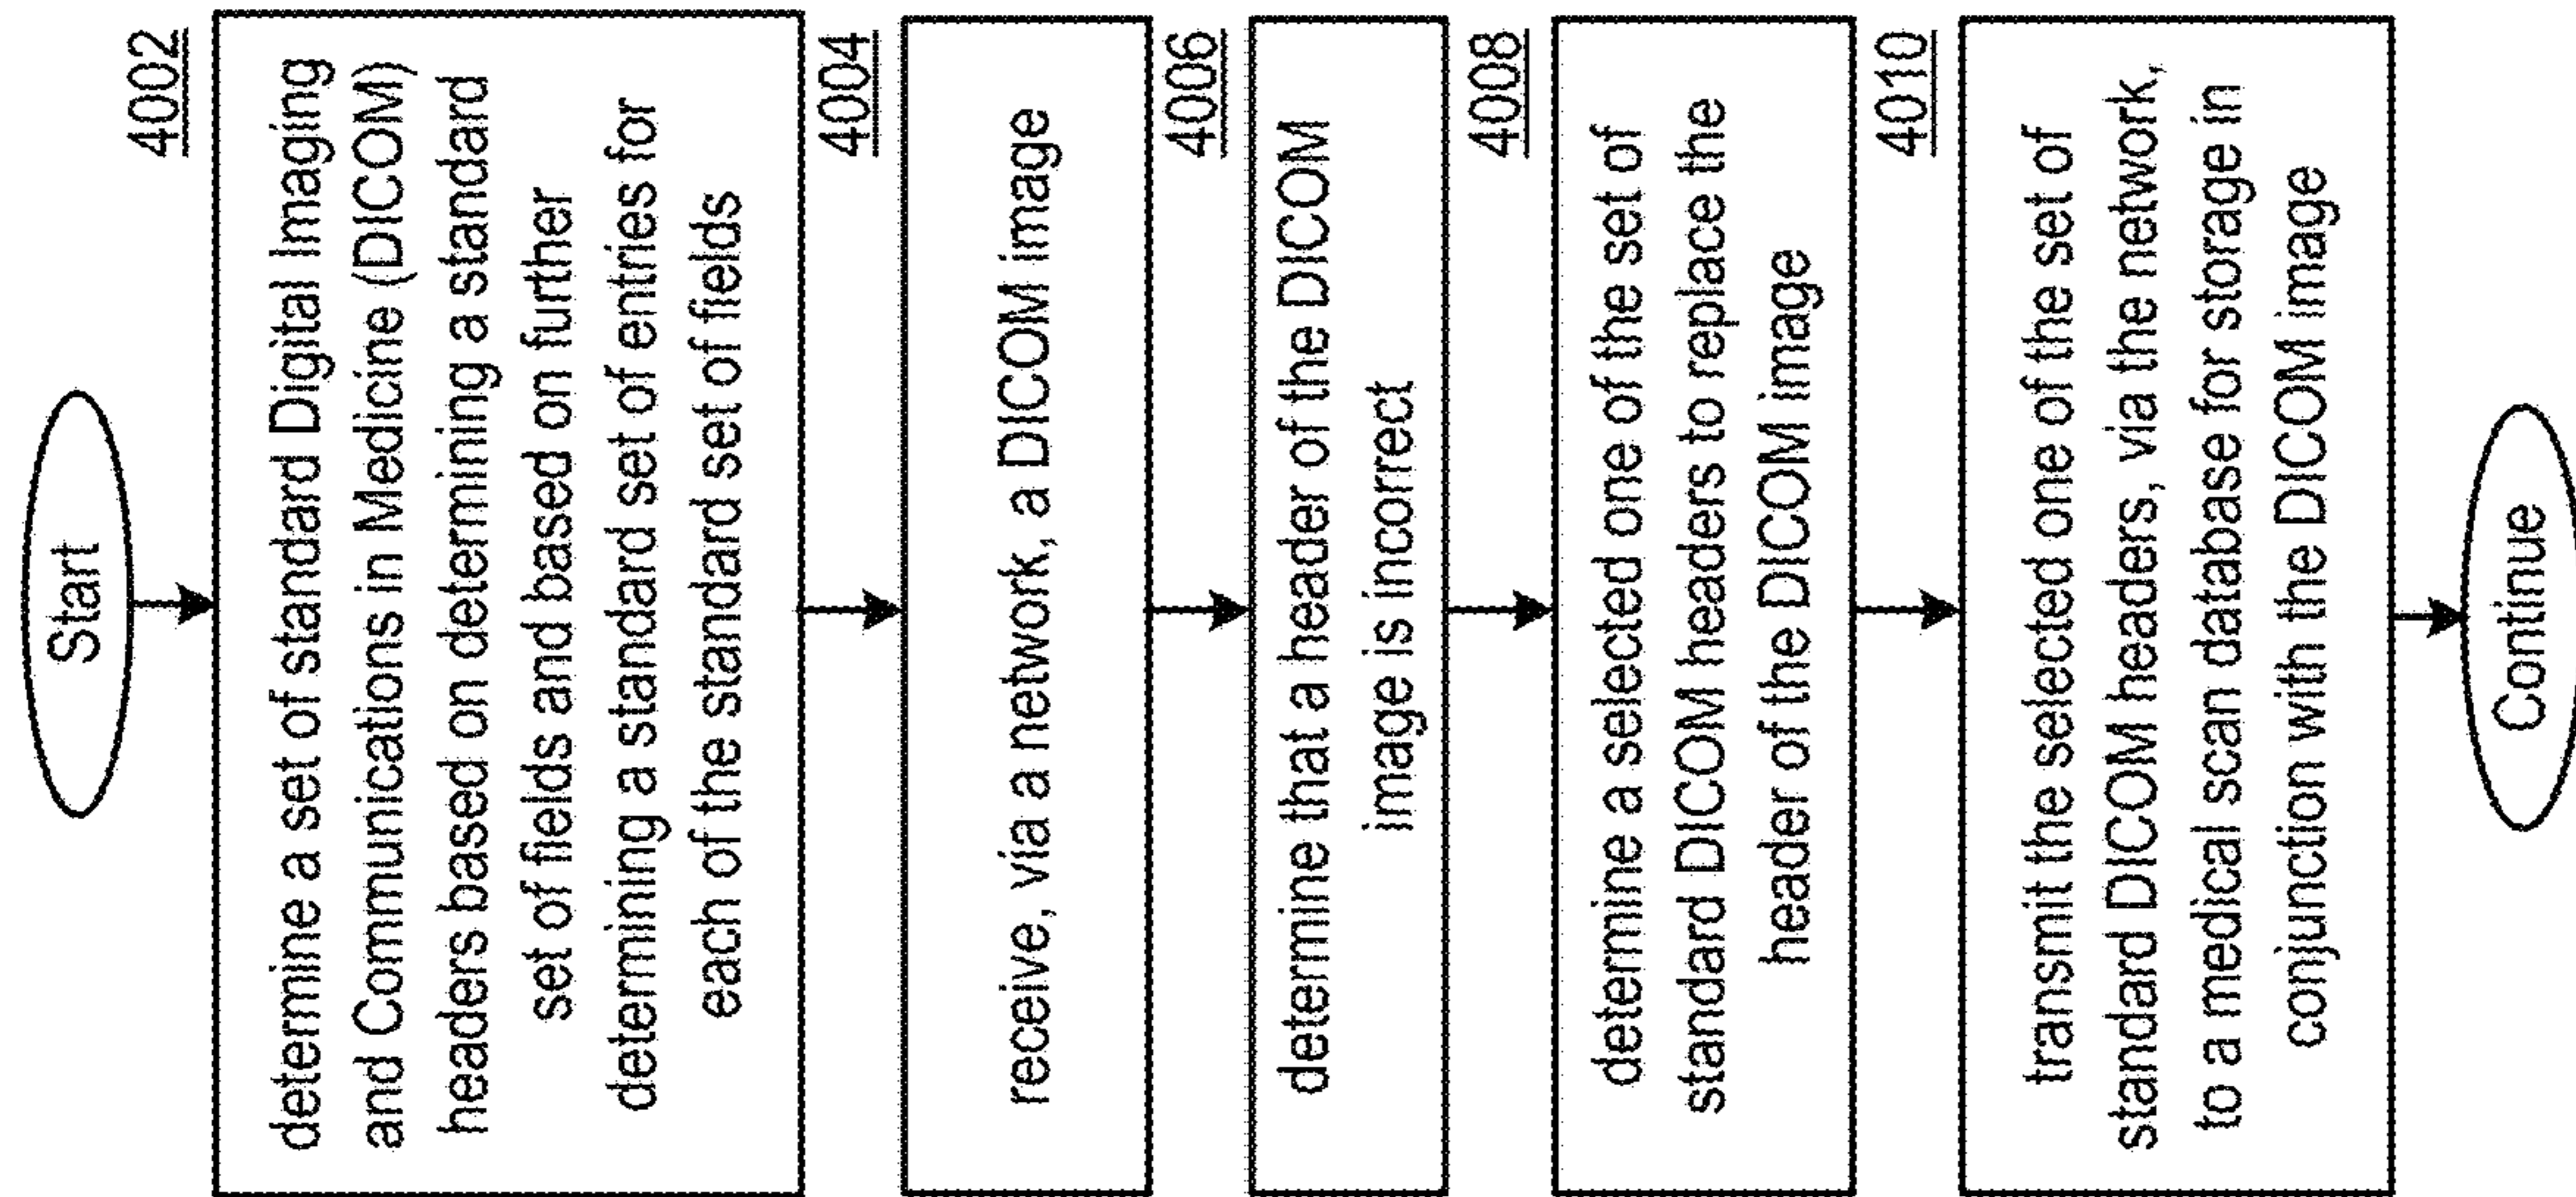 Start
4002
determine a set of standard Digital Imaging
and Communications in Medicine (DICOM)
headers based on determining a standard
set of fields and based on further
determining a standard set of entries for
each of the standard set of fields
4004
receive, via a network, a DICOM image
4006
determine that a header of the DICOM
image is incorrect
4008
determine a selected one of the set of
standard DICOM headers to replace the
header of the DICOM image
4010
transmit the selected one of the set of
standard DICOM headers, via the network,
to a medical scan database for storage in
conjunction with the DICOM image
Continue